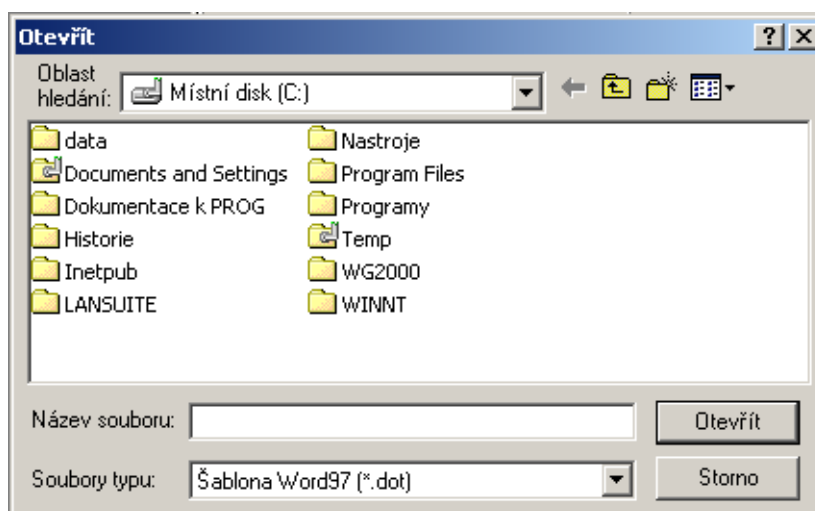 Otevřít
Oblast
hledání:
Místní disk (C:)
data
Documents and Settings
Dokumentace k PROG
Historie
Inetpub
LANSUITE
Nastroje
Program Files
Programy
Temp
WG2000
WINNT
Název souboru:
Otevřít
Soubory typu:
Šablona Word97 (*.dot)
Storno